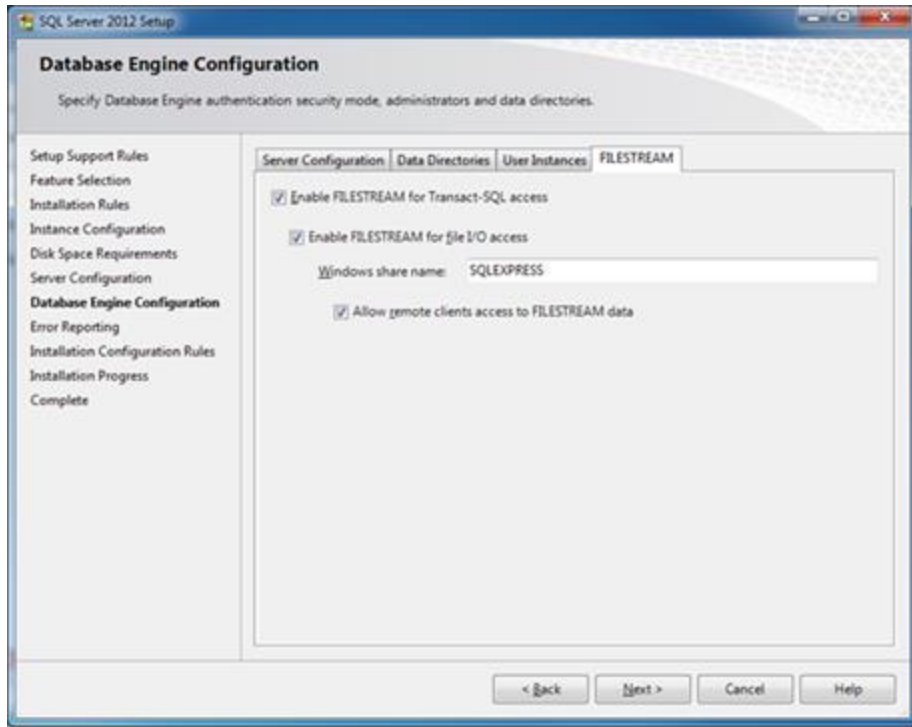 SQL Server 2012 Setup
Database Engine Configuration
Specify Database Engine authentication security mode, administrators and data directories.
Setup Support Rules
Feature Selection
Installation Rules
Instance Configuration
Disk Space Requirements
Server Configuration
Database Engine Configuration
Error Reporting
Installation Configuration Rules
Installation Progress
Complete
Server Configuration Data Directories User Instances FILESTREAM
Enable FILESTREAM for Transact-SQL access
Enable FILESTREAM for file I/O access
Windows share name: SQLEXPRESS
Allow remote clients access to FILESTREAM data
< Back Next > Cancel Help